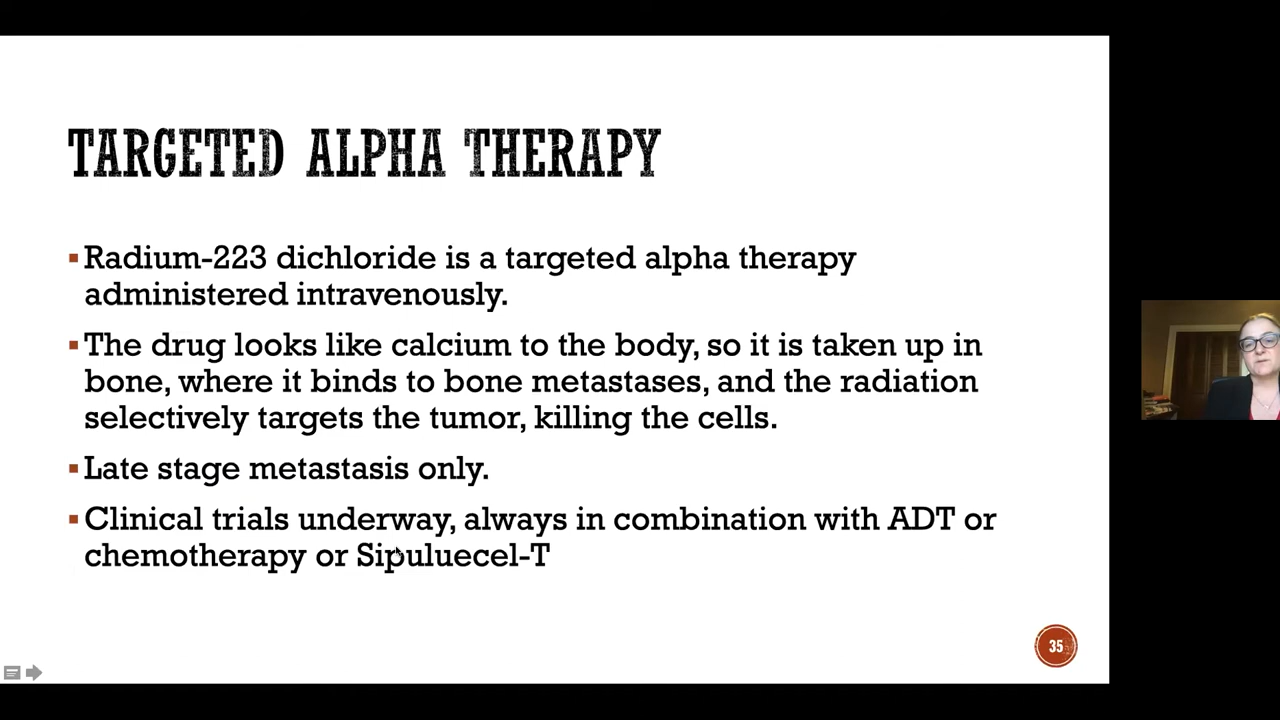 TARGETED ALPHA THERAPY
▪Radium-223 dichloride is a targeted alpha therapy
administered intravenously.
▪The drug looks like calcium to the body, so it is taken up in
bone, where it binds to bone metastases, and the radiation
selectively targets the tumor, killing the cells.
▪Late stage metastasis only.
▪Clinical trials underway, always in combination with ADT or
chemotherapy or Sipuluecel-T
35